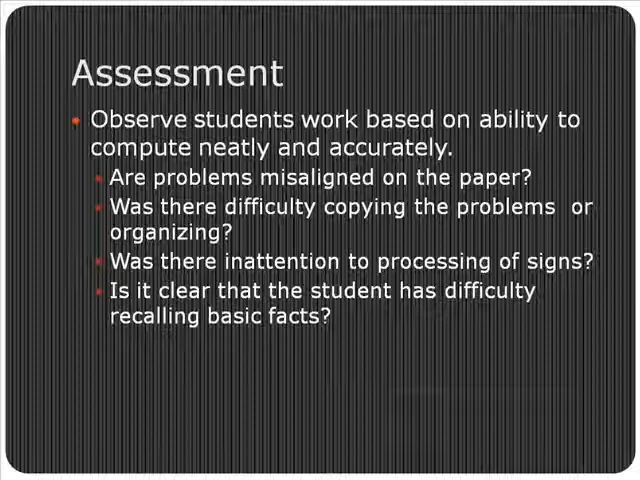 Assessment
Observe students work based on ability to
compute neatly and accurately.
Are problems misaligned on the paper?
Was there difficulty copying the problems or
organizing?
Was there inattention to processing of signs?
Is it clear that the student has difficulty
recalling basic facts?